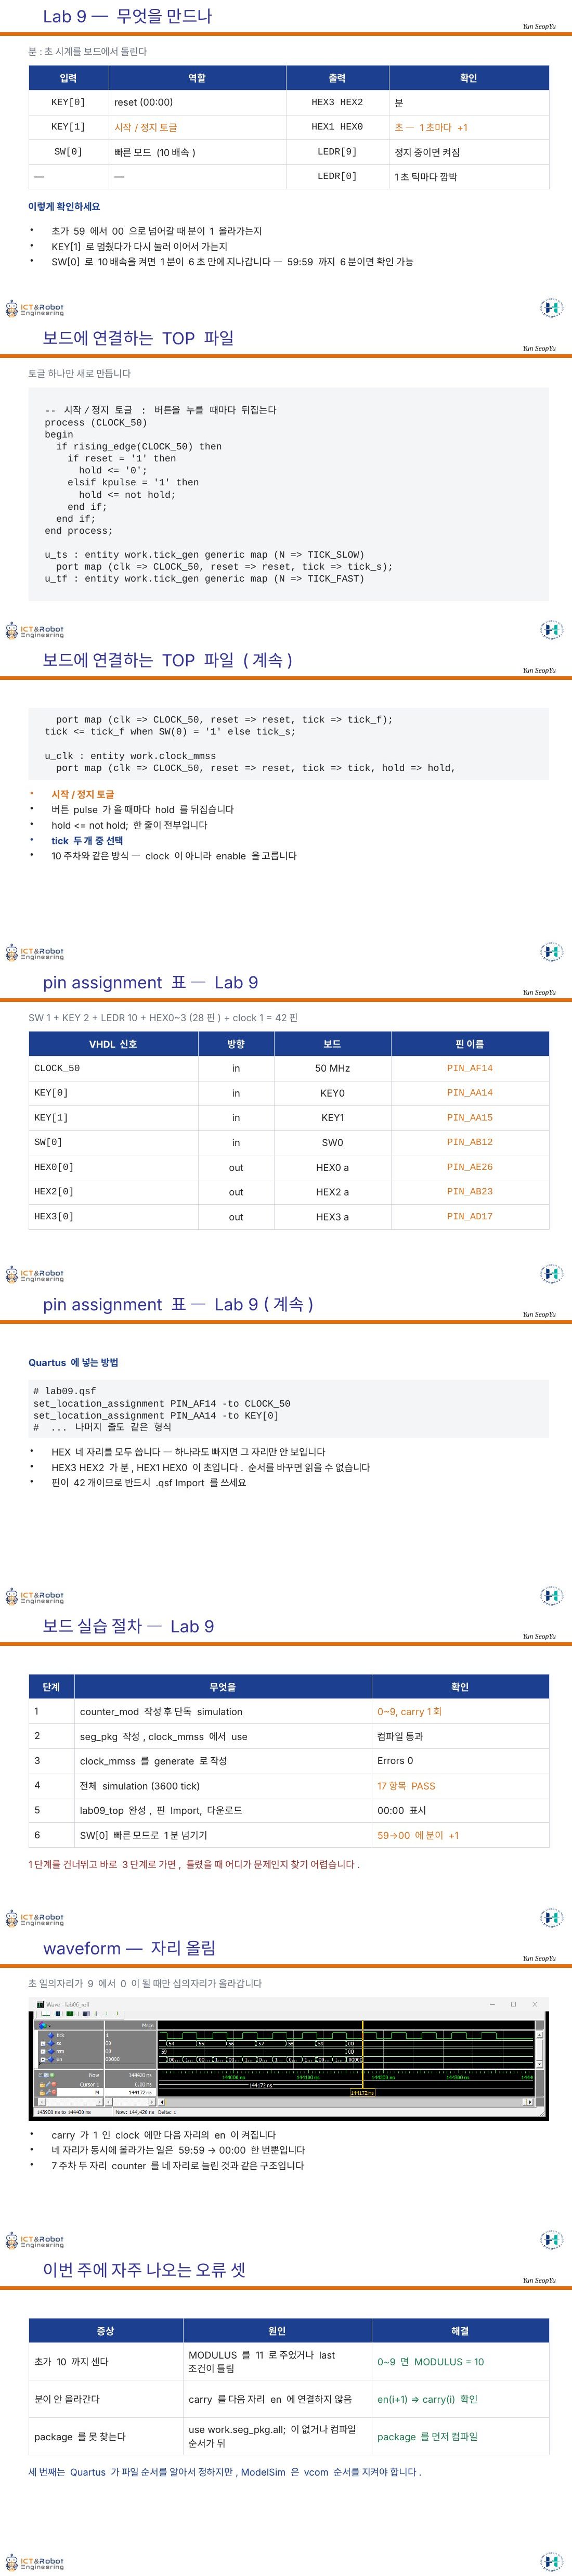 Lab 9 — 무엇을 만드나
Yun SeopYu
분 : 초 시계를 보드에서 돌린다
입력 역할 출력 확인
KEY[0] reset (00:00) HEX3 HEX2 분
KEY[1] 시작 / 정지 토글 HEX1 HEX0 초 — 1초마다 +1
SW[0] 빠른 모드 (10배속) LEDR[9] 정지 중이면 켜짐
— — LEDR[0] 1초 틱마다 깜박
이렇게 확인하세요
• 초가 59 에서 00 으로 넘어갈 때 분이 1 올라가는지
• KEY[1] 로 멈췄다가 다시 눌러 이어서 가는지
• SW[0] 로 10배속을 켜면 1분이 6초 만에 지나갑니다 — 59:59 까지 6분이면 확인 가능
ICT&Robot
Engineering
보드에 연결하는 TOP 파일
Yun SeopYu
토글 하나만 새로 만듭니다
-- 시작/정지 토글 : 버튼을 누를 때마다 뒤집는다
process (CLOCK_50)
begin
if rising_edge(CLOCK_50) then
if reset = '1' then
hold <= '0';
elsif kpulse = '1' then
hold <= not hold;
end if;
end if;
end process;
u_ts : entity work.tick_gen generic map (N => TICK_SLOW)
port map (clk => CLOCK_50, reset => reset, tick => tick_s);
u_tf : entity work.tick_gen generic map (N => TICK_FAST)
ICT&Robot
Engineering
보드에 연결하는 TOP 파일 (계속)
Yun SeopYu
port map (clk => CLOCK_50, reset => reset, tick => tick_f);
tick <= tick_f when SW(0) = '1' else tick_s;
u_clk : entity work.clock_mmss
port map (clk => CLOCK_50, reset => reset, tick => tick, hold => hold,
• 시작/정지 토글
• 버튼 pulse 가 올 때마다 hold 를 뒤집습니다
• hold <= not hold; 한 줄이 전부입니다
• tick 두 개 중 선택
• 10주차와 같은 방식 — clock 이 아니라 enable 을 고릅니다
ICT&Robot
Engineering
pin assignment 표 — Lab 9
Yun SeopYu
SW 1 + KEY 2 + LEDR 10 + HEX0~3 (28 핀) + clock 1 = 42 핀
VHDL 신호 방향 보드 핀 이름
CLOCK_50 in 50 MHz PIN_AF14
KEY[0] in KEY0 PIN_AA14
KEY[1] in KEY1 PIN_AA15
SW[0] in SW0 PIN_AB12
HEX0[0] out HEX0 a PIN_AE26
HEX2[0] out HEX2 a PIN_AB23
HEX3[0] out HEX3 a PIN_AD17
ICT&Robot
Engineering
pin assignment 표 — Lab 9 (계속)
Yun SeopYu
Quartus 에 넣는 방법
# lab09.qsf
set_location_assignment PIN_AF14 -to CLOCK_50
set_location_assignment PIN_AA14 -to KEY[0]
# ... 나머지 줄도 같은 형식
• HEX 네 자리를 모두 씁니다 — 하나라도 빠지면 그 자리만 안 보입니다
• HEX3 HEX2 가 분, HEX1 HEX0 이 초입니다. 순서를 바꾸면 읽을 수 없습니다
• 핀이 42개이므로 반드시 .qsf Import 를 쓰세요
ICT&Robot
Engineering
보드 실습 절차 — Lab 9
Yun SeopYu
단계 무엇을 확인
1 counter_mod 작성 후 단독 simulation 0~9, carry 1회
2 seg_pkg 작성, clock_mmss 에서 use 컴파일 통과
3 clock_mmss 를 generate 로 작성 Errors 0
4 전체 simulation (3600 tick) 17항목 PASS
5 lab09_top 완성, 핀 Import, 다운로드 00:00 표시
6 SW[0] 빠른모드로 1분 넘기기 59→00 에 분이 +1
1단계를 건너뛰고 바로 3단계로 가면, 틀렸을 때 어디가 문제인지 찾기 어렵습니다.
ICT&Robot
Engineering
waveform — 자리 올림
Yun SeopYu
초 일의자리가 9 에서 0 이 될 때만 십의자리가 올라갑니다
Msgs
tick 1
59
Now 144428 ns
Cursor 1 0.00 ns
144172 ns
144172 ns
Now: 144,428 ns Delta: 1
• carry 가 1 인 clock 에만 다음 자리의 en 이 켜집니다
• 네 자리가 동시에 올라가는 일은 59:59 → 00:00 한 번뿐입니다
• 7주차 두 자리 counter 를 네 자리로 늘린 것과 같은 구조입니다
ICT&Robot
Engineering
이번 주에 자주 나오는 오류 셋
Yun SeopYu
증상 원인 해결
초가 10 까지 센다 MODULUS 를 11 로 주었거나 last 조건이 틀림 0~9 면 MODULUS = 10
분이 안 올라간다 carry 를 다음 자리 en 에 연결하지 않음 en(i+1) => carry(i) 확인
package 를 못 찾는다 use work.seg_pkg.all; 이 없거나 컴파일 순서가 뒤 package 를 먼저 컴파일
세 번째는 Quartus 가 파일 순서를 알아서 정하지만, ModelSim 은 vcom 순서를 지켜야 합니다.
ICT&Robot
Engineering